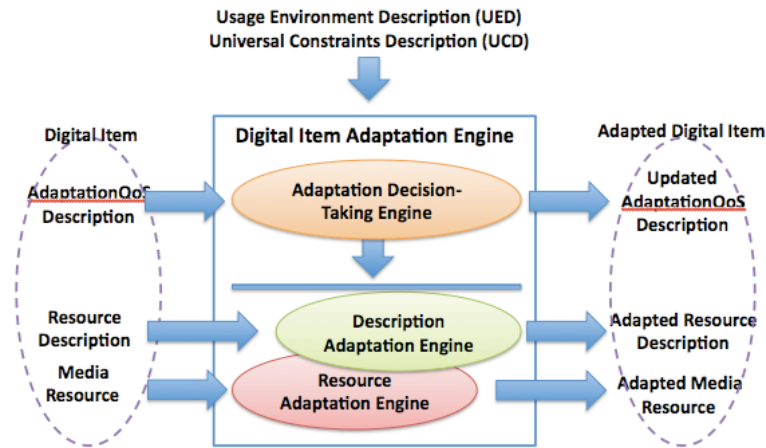 Usage Environment Description (UED)
Universal Constraints Description (UCD)
Digital Item
Digital Item Adaptation Engine
Adapted Digital Item
AdaptationQoS
Description
Adaptation Decision-
Taking Engine
Updated
AdaptationQoS
Description
Resource
Description
Description
Adaptation Engine
Adapted Resource
Description
Media
Resource
Resource
Adaptation Engine
Adapted Media
Resource